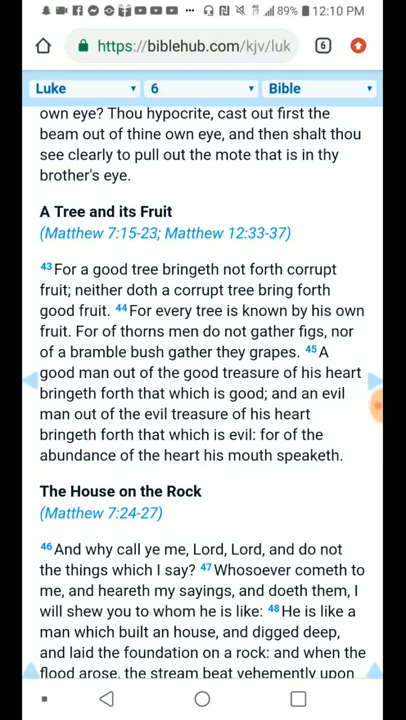 89% 12:10 PM
https://biblehub.com/kjv/luk
6
Luke 6 Bible
own eye? Thou hypocrite, cast out first the
beam out of thine own eye, and then shalt thou
see clearly to pull out the mote that is in thy
brother's eye.
A Tree and its Fruit
(Matthew 7:15-23; Matthew 12:33-37)
43 For a good tree bringeth not forth corrupt
fruit; neither doth a corrupt tree bring forth
good fruit. 44 For every tree is known by his own
fruit. For of thorns men do not gather figs, nor
of a bramble bush gather they grapes. 45 A
good man out of the good treasure of his heart
bringeth forth that which is good; and an evil
man out of the evil treasure of his heart
bringeth forth that which is evil: for of the
abundance of the heart his mouth speaketh.
The House on the Rock
(Matthew 7:24-27)
46 And why call ye me, Lord, Lord, and do not
the things which I say? 47 Whosoever cometh to
me, and heareth my sayings, and doeth them, I
will shew you to whom he is like: 48 He is like a
man which built an house, and digged deep,
and laid the foundation on a rock: and when the
flood arose, the stream beat vehemently upon